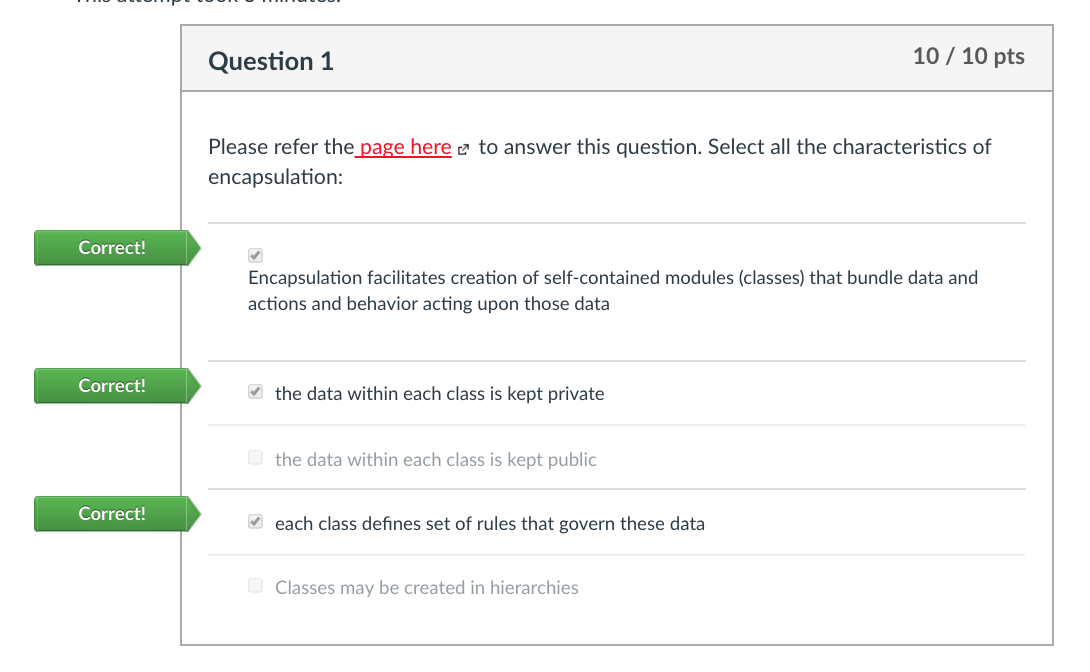 Question 1
10 / 10 pts
Please refer the page here to answer this question. Select all the characteristics of
encapsulation:
Correct!
Encapsulation facilitates creation of self-contained modules (classes) that bundle data and
actions and behavior acting upon those data
Correct!
the data within each class is kept private
the data within each class is kept public
Correct!
each class defines set of rules that govern these data
Classes may be created in hierarchies